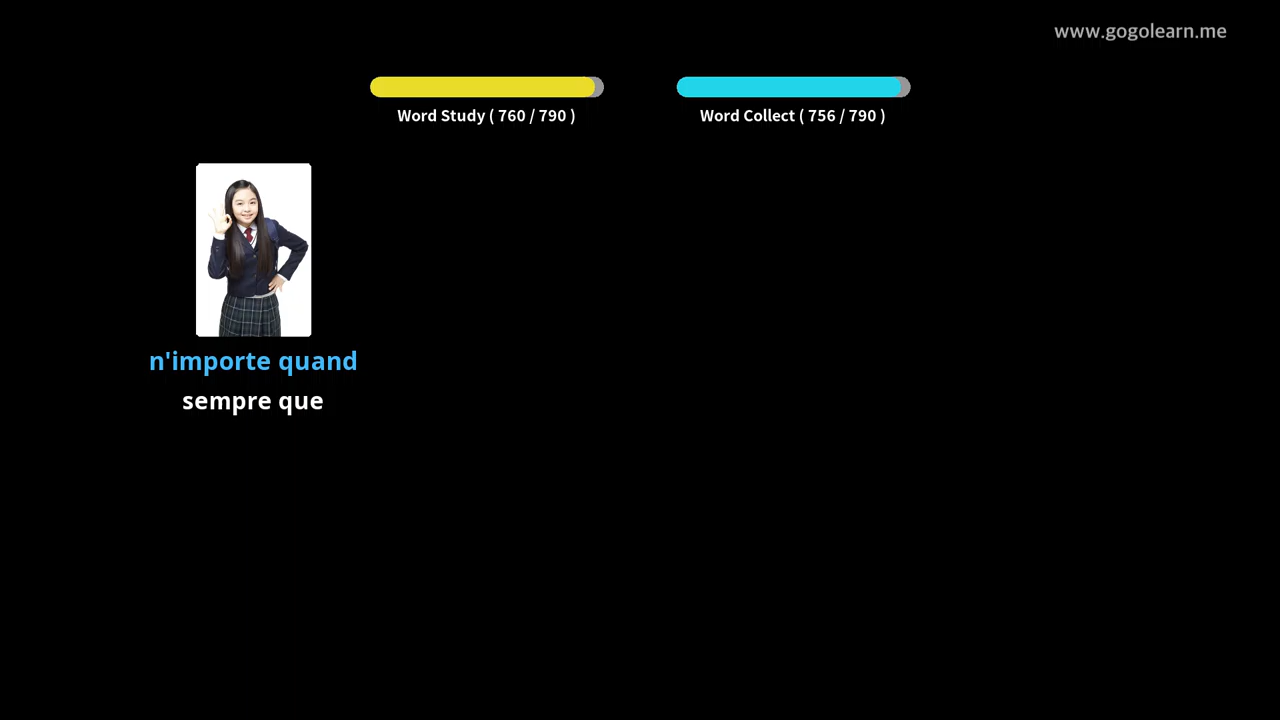 www.gogolearn.me
Word Study ( 760 / 790 )
Word Collect ( 756 / 790 )
n'importe quand
sempre que